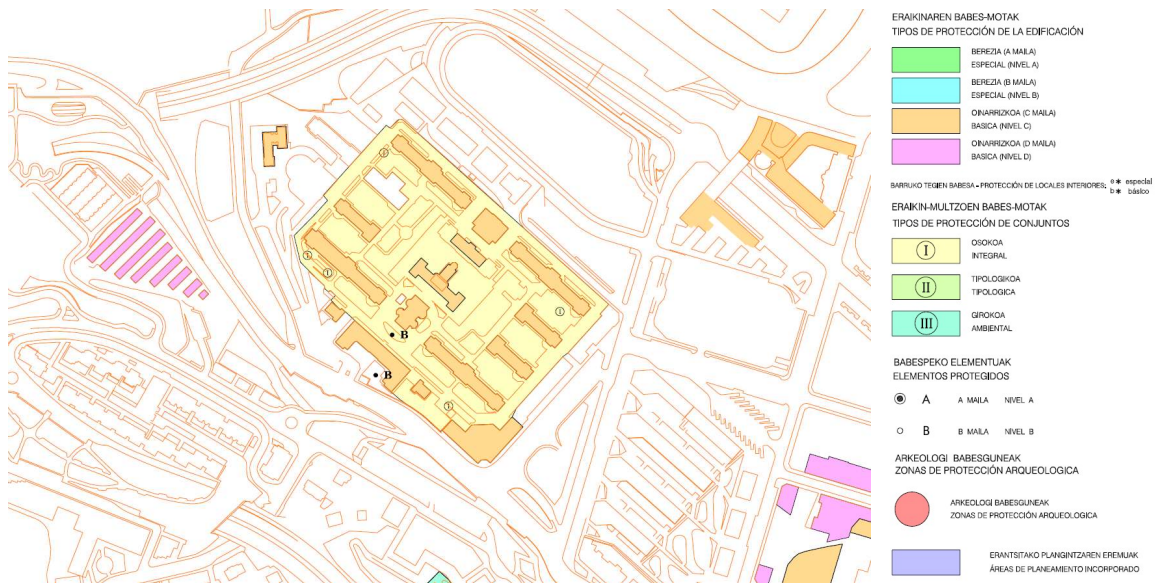 ERAIKINAREN BABES-MOTAK
TIPOS DE PROTECCIÓN DE LA EDIFICACIÓN
BEREZIA (A MAILA)
ESPECIAL (NIVEL A)
BEREZIA (B MAILA)
ESPECIAL (NIVEL B)
OINARRIZKOA (C MAILA)
BASICA (NIVEL C)
OINARRIZKOA (D MAILA)
BASICA (NIVEL D)
BARRUKO TEGIEN BABESA - PROTECCIÓN DE LOCALES INTERIORES: e* especial
b* básico
ERAIKIN-MULTZOEN BABES-MOTAK
TIPOS DE PROTECCIÓN DE CONJUNTOS
I OSOKOA
INTEGRAL
II TIPOLOGIKOA
TIPOLOGICA
III GIROKOA
AMBIENTAL
BABESPEKO ELEMENTUAK
ELEMENTOS PROTEGIDOS
A A MAILA NIVEL A
B B MAILA NIVEL B
ARKEOLOGI BABESGUNEAK
ZONAS DE PROTECCIÓN ARQUEOLOGICA
ARKEOLOGI BABESGUNEAK
ZONAS DE PROTECCIÓN ARQUEOLOGICA
ERANTSITAKO PLANGINTZAREN EREMUAK
ÁREAS DE PLANEAMIENTO INCORPORADO
I
I
I
I
B
B
I